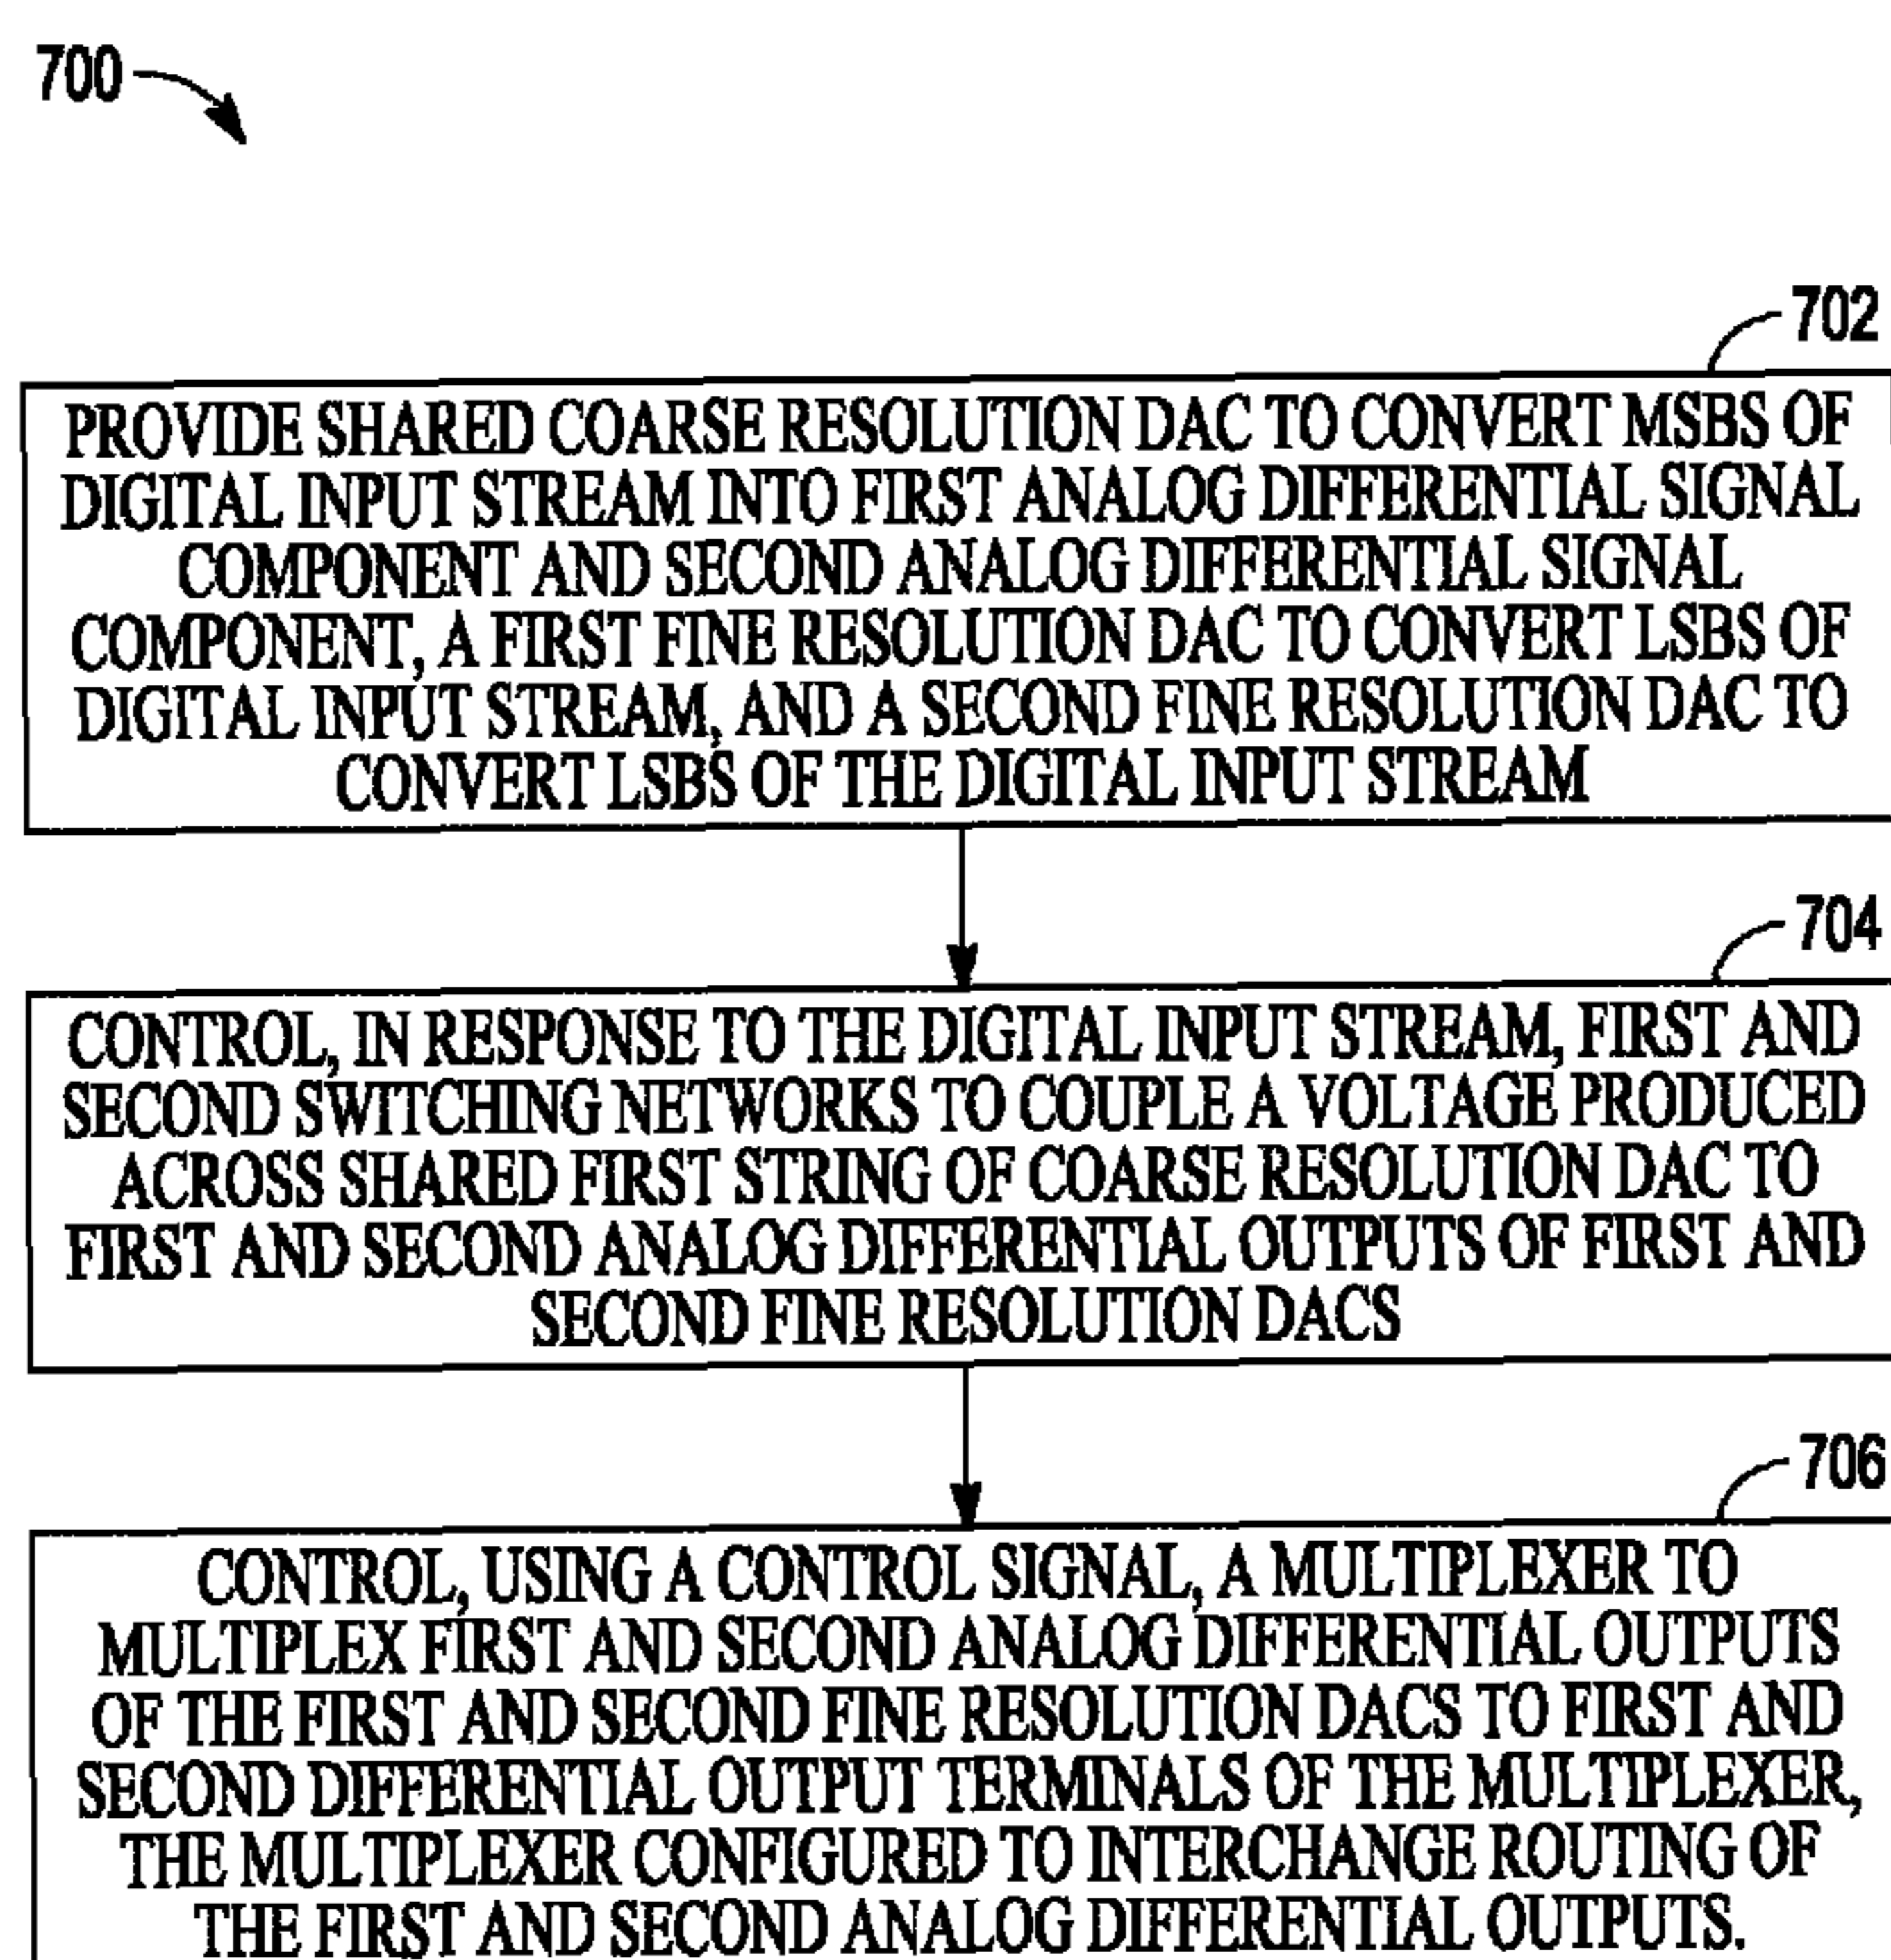 700
702
PROVIDE SHARED COARSE RESOLUTION DAC TO CONVERT MSBS OF
DIGITAL INPUT STREAM INTO FIRST ANALOG DIFFERENTIAL SIGNAL
COMPONENT AND SECOND ANALOG DIFFERENTIAL SIGNAL
COMPONENT, A FIRST FINE RESOLUTION DAC TO CONVERT LSBS OF
DIGITAL INPUT STREAM, AND A SECOND FINE RESOLUTION DAC TO
CONVERT LSBS OF THE DIGITAL INPUT STREAM
704
CONTROL, IN RESPONSE TO THE DIGITAL INPUT STREAM, FIRST AND
SECOND SWITCHING NETWORKS TO COUPLE A VOLTAGE PRODUCED
ACROSS SHARED FIRST STRING OF COARSE RESOLUTION DAC TO
FIRST AND SECOND ANALOG DIFFERENTIAL OUTPUTS OF FIRST AND
SECOND FINE RESOLUTION DACS
706
CONTROL, USING A CONTROL SIGNAL, A MULTIPLEXER TO
MULTIPLEX FIRST AND SECOND ANALOG DIFFERENTIAL OUTPUTS
OF THE FIRST AND SECOND FINE RESOLUTION DACS TO FIRST AND
SECOND DIFFERENTIAL OUTPUT TERMINALS OF THE MULTIPLEXER,
THE MULTIPLEXER CONFIGURED TO INTERCHANGE ROUTING OF
THE FIRST AND SECOND ANALOG DIFFERENTIAL OUTPUTS.